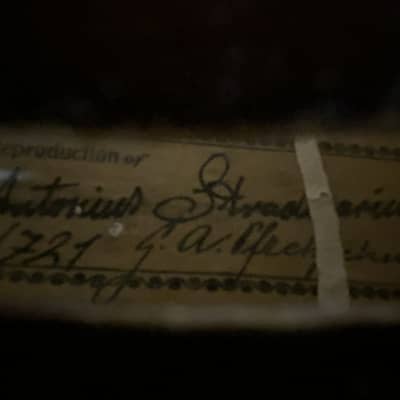 Reproduction of
Antonius Stradivarius
1721 G. A.